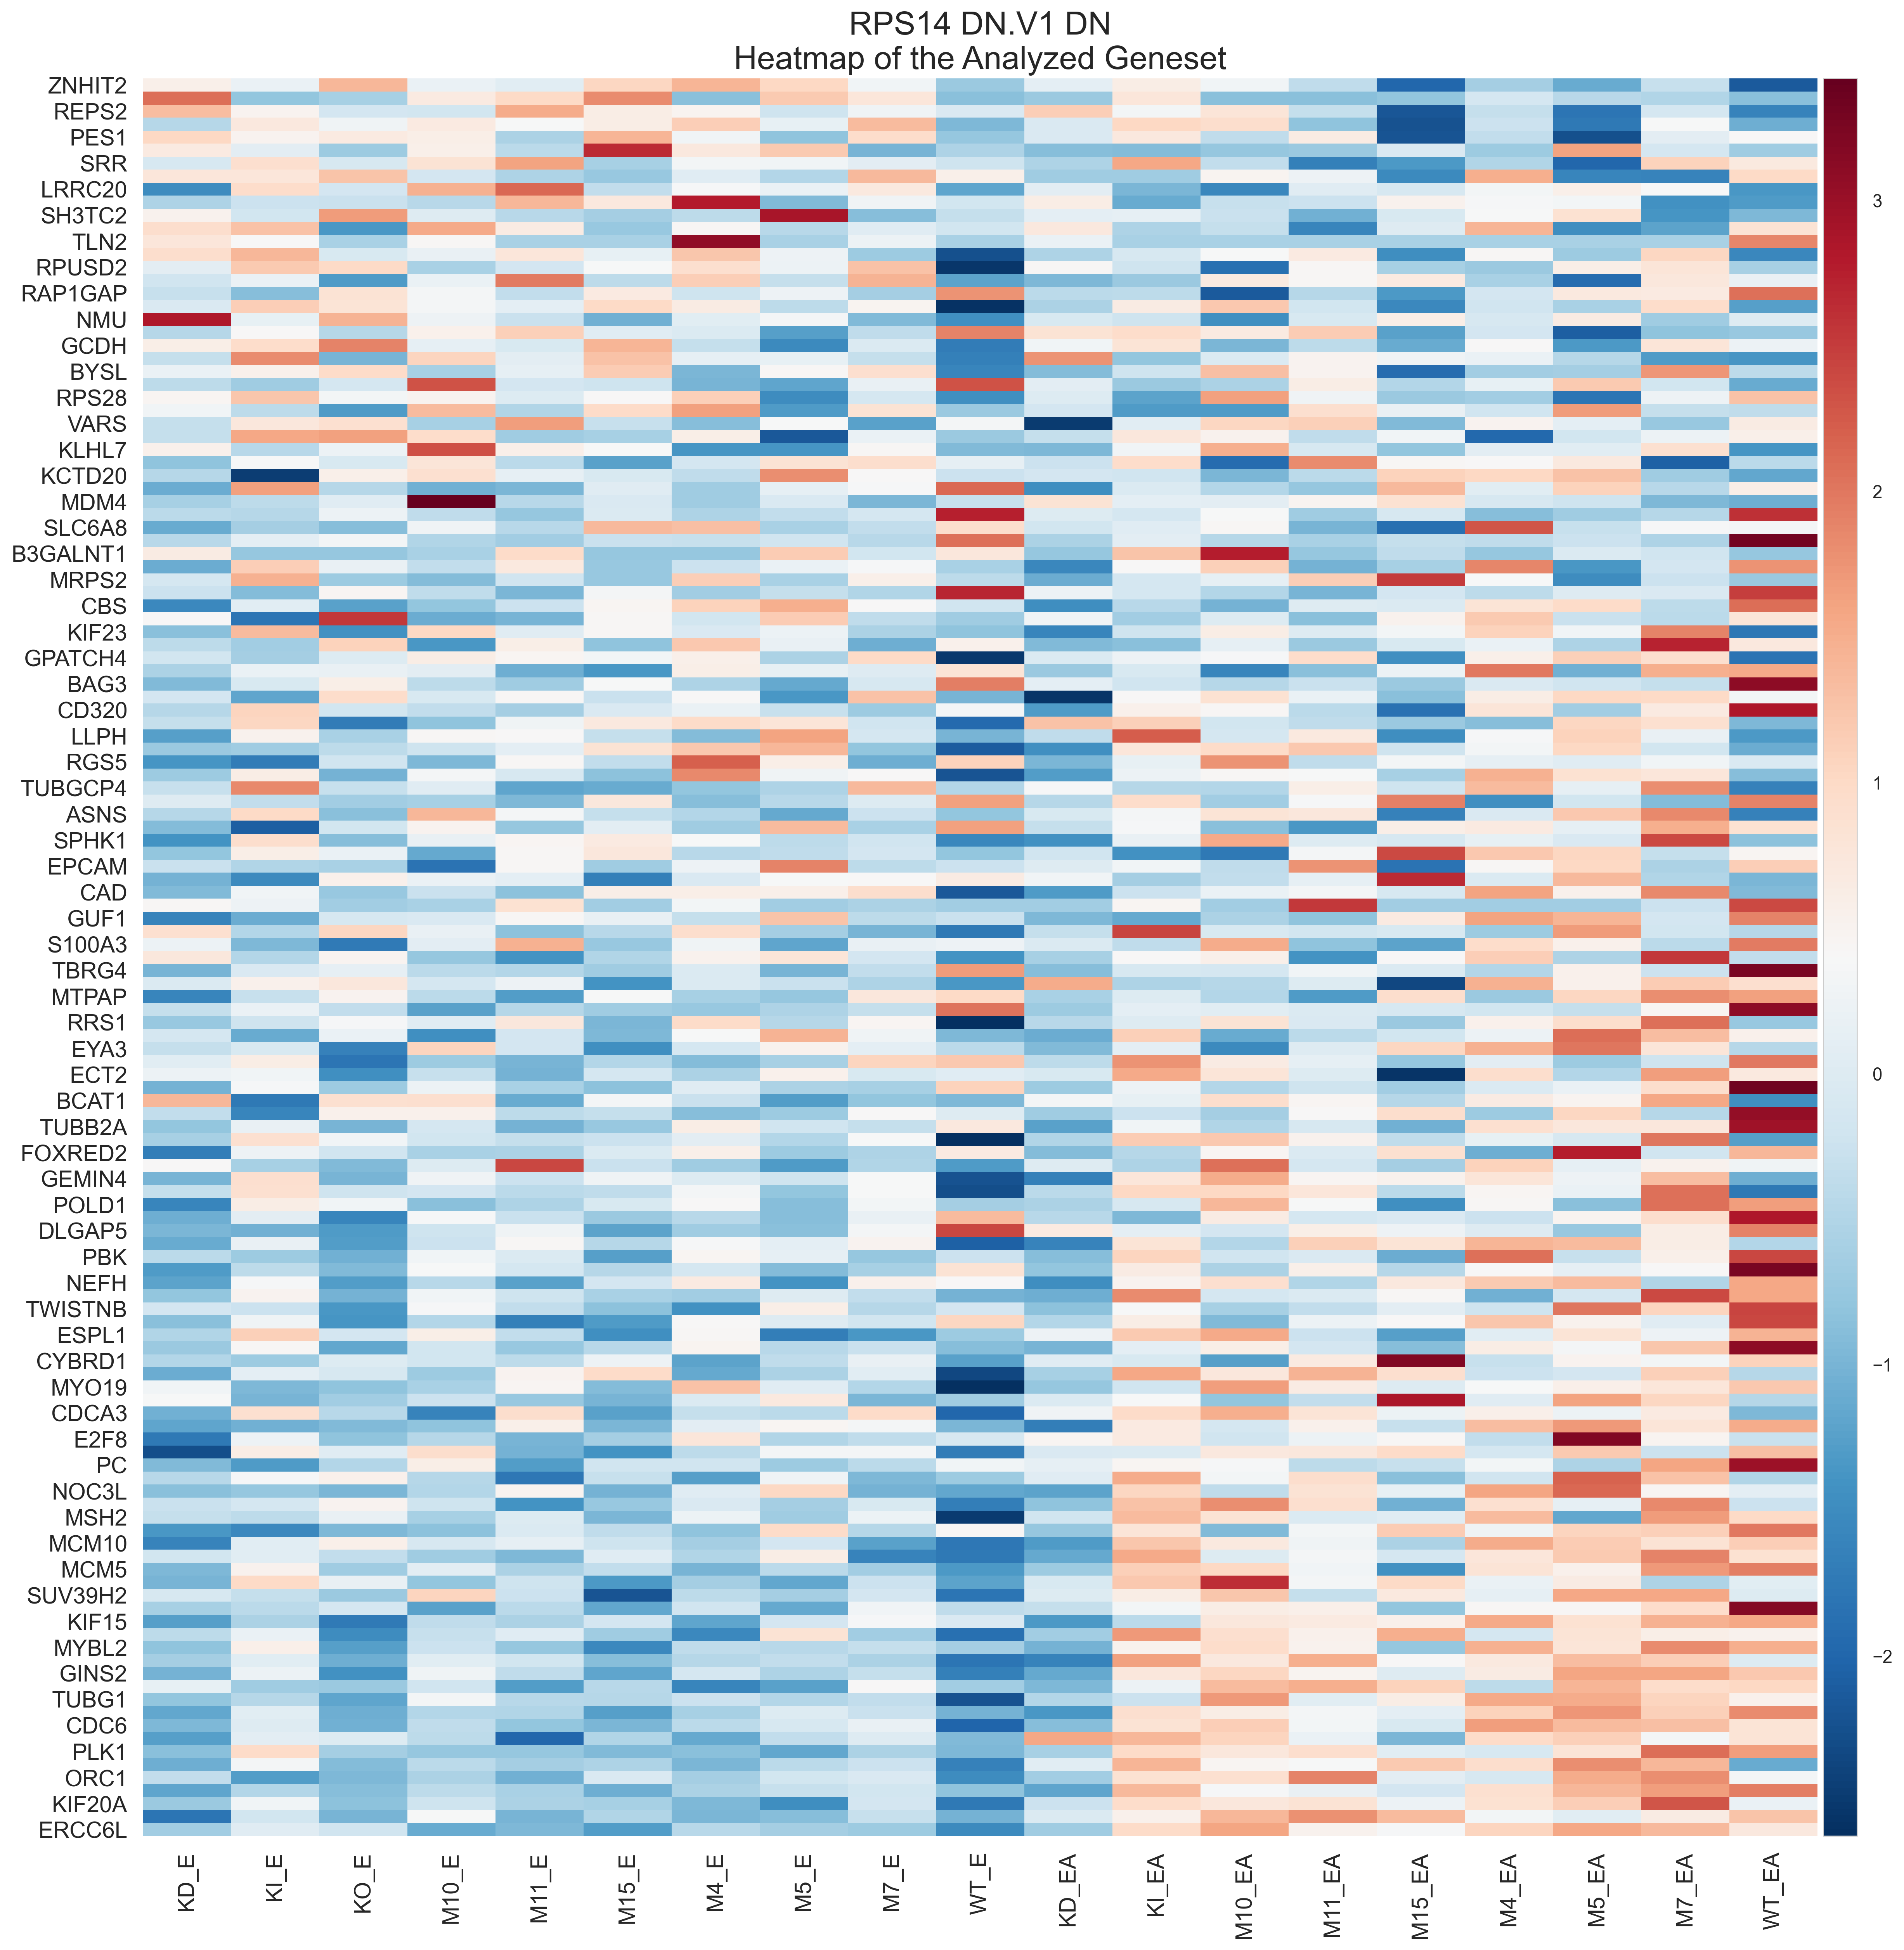 RPS14 DN.V1 DN
Heatmap of the Analyzed Geneset
ZNHIT2
REPS2
PES1
SRR
LRRC20
SH3TC2
TLN2
RPUSD2
RAP1GAP
NMU
GCDH
BYSL
RPS28
VARS
KLHL7
KCTD20
MDM4
SLC6A8
B3GALNT1
MRPS2
CBS
KIF23
GPATCH4
BAG3
CD320
LLPH
RGS5
TUBGCP4
ASNS
SPHK1
EPCAM
CAD
GUF1
S100A3
TBRG4
MTPAP
RRS1
EYA3
ECT2
BCAT1
TUBB2A
FOXRED2
GEMIN4
POLD1
DLGAP5
PBK
NEFH
TWISTNB
ESPL1
CYBRD1
MYO19
CDCA3
E2F8
PC
NOC3L
MSH2
MCM10
MCM5
SUV39H2
KIF15
MYBL2
GINS2
TUBG1
CDC6
PLK1
ORC1
KIF20A
ERCC6L
3
2
1
0
−1
−2
KD_E
KI_E
KO_E
M10_E
M11_E
M15_E
M4_E
M5_E
M7_E
WT_E
KD_EA
KI_EA
M10_EA
M11_EA
M15_EA
M4_EA
M5_EA
M7_EA
WT_EA